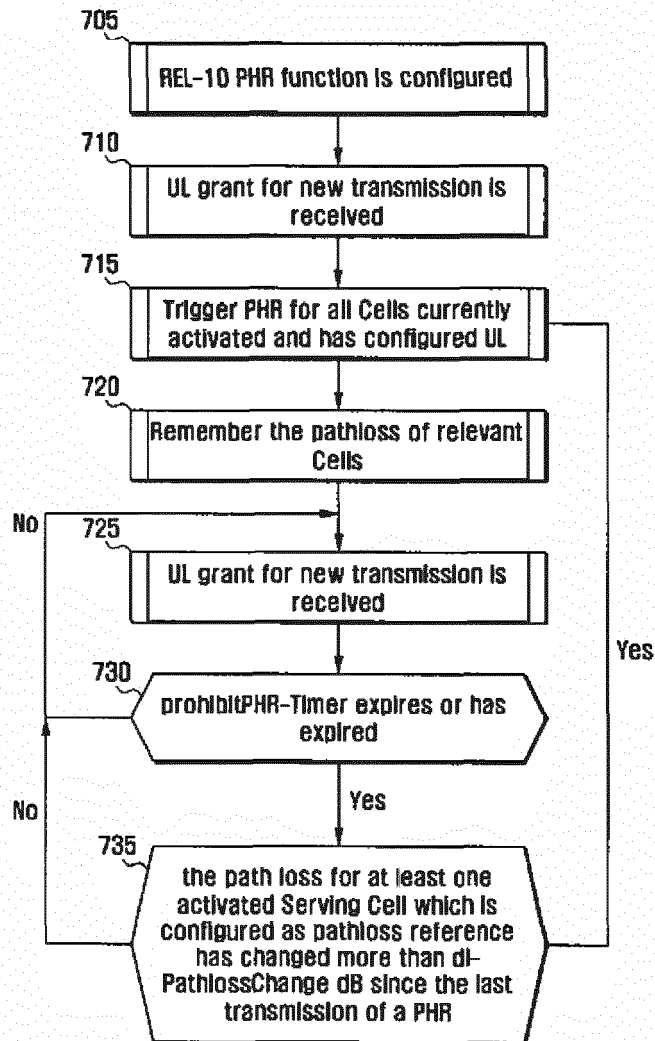 705
REL-10 PHR function is configured
710
UL grant for new transmission is
received
715
Trigger PHR for all Cells currently
activated and has configured UL
720
Remember the pathloss of relevant
Cells
No
725
UL grant for new transmission is
received
Yes
730
prohibitPHR-Timer expires or has
expired
No
Yes
735
the path loss for at least one
activated Serving Cell which is
configured as pathloss reference
has changed more than dl-
PathlossChange dB since the last
transmission of a PHR